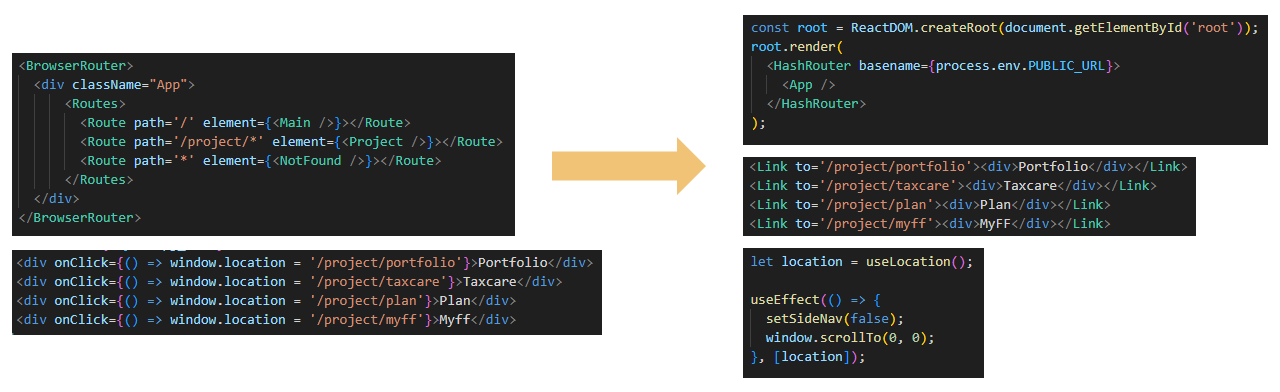 <BrowserRouter>
<div className="App">
<Routes>
<Route path='/' element={<Main />}></Route>
<Route path='/project/*' element={<Project />}></Route>
<Route path='*' element={<NotFound />}></Route>
</Routes>
</div>
</BrowserRouter>
<div onClick={() => window.location = '/project/portfolio'}>Portfolio</div>
<div onClick={() => window.location = '/project/taxcare'}>Taxcare</div>
<div onClick={() => window.location = '/project/plan'}>Plan</div>
<div onClick={() => window.location = '/project/myff'}>Myff</div>
const root = ReactDOM.createRoot(document.getElementById('root'));
root.render(
<HashRouter basename={process.env.PUBLIC_URL}>
<App />
</HashRouter>
);
<Link to='/project/portfolio'><div>Portfolio</div></Link>
<Link to='/project/taxcare'><div>Taxcare</div></Link>
<Link to='/project/plan'><div>Plan</div></Link>
<Link to='/project/myff'><div>MyFF</div></Link>
let location = useLocation();
useEffect(() => {
setSideNav(false);
window.scrollTo(0, 0);
}, [location]);